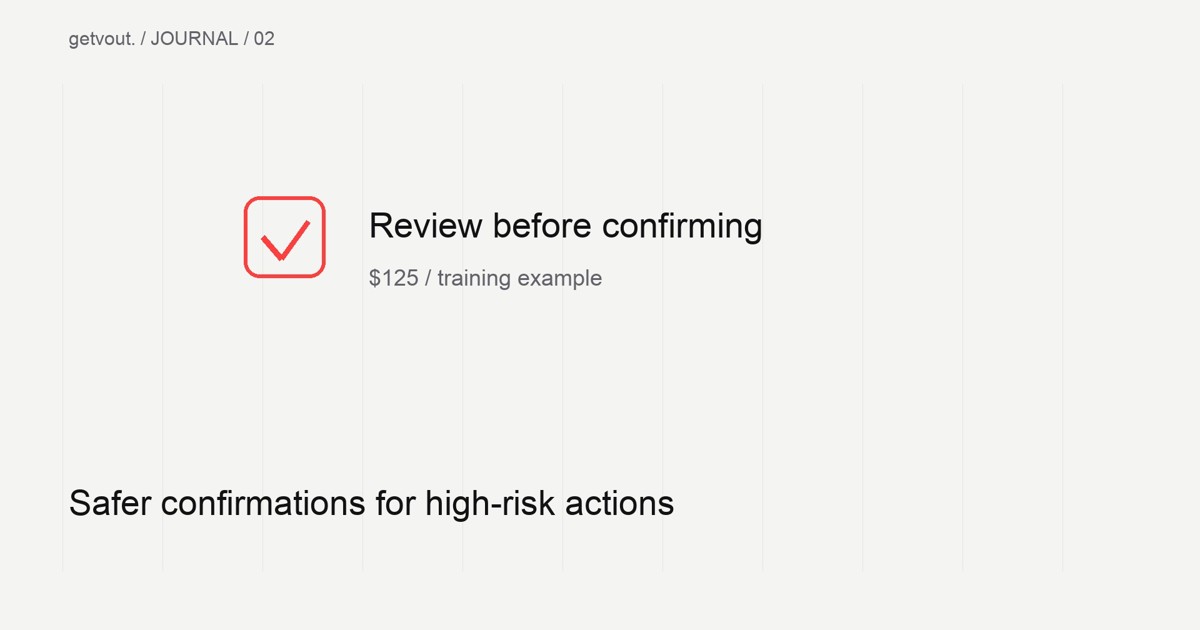 getvout. / JOURNAL / 02
Review before confirming
$125 / training example
Safer confirmations for high-risk actions